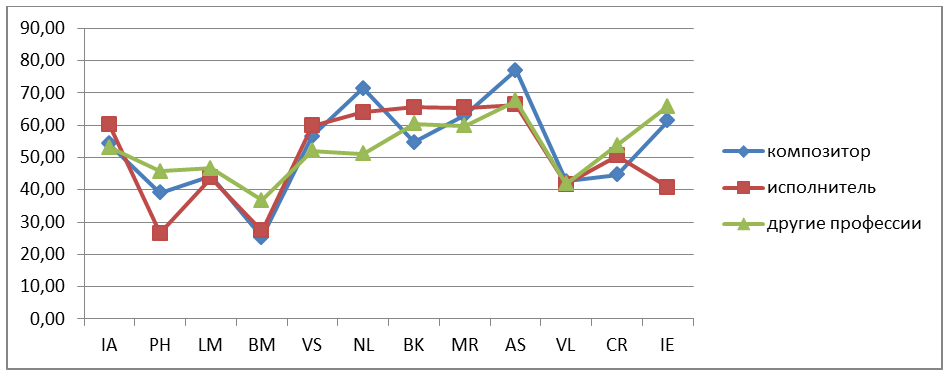 90,00
80,00
70,00
60,00
50,00
40,00
30,00
20,00
10,00
0,00
IA PH LM BM VS NL BK MR AS VL CR IE
композитор
исполнитель
другие профессии